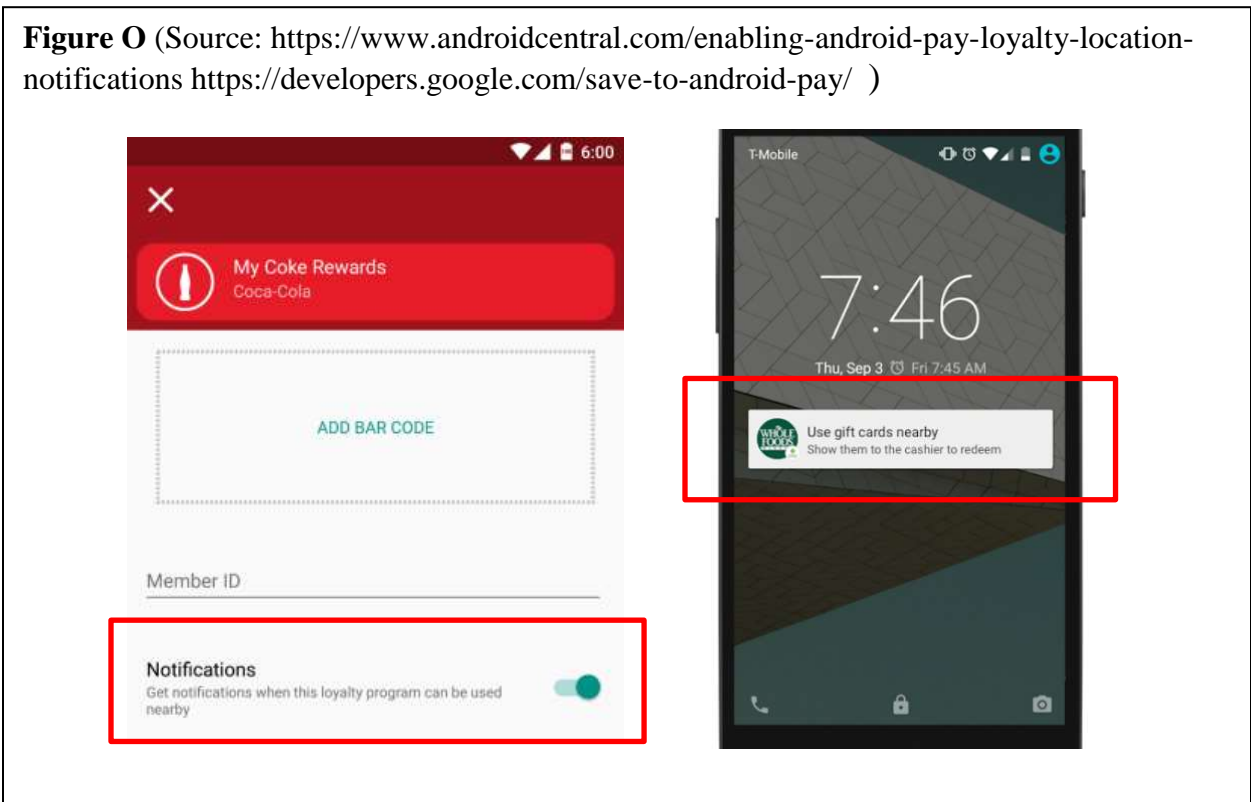 Figure O (Source: https://www.androidcentral.com/enabling-android-pay-loyalty-location-
notifications https://developers.google.com/save-to-android-pay/ )
6:00
My Coke Rewards
Coca-Cola
ADD BAR CODE
Member ID
Notifications
Get notifications when this loyalty program can be used
nearby
T-Mobile
7:46
Thu, Sep 3 Fri 7:45 AM
WHOLE
FOODS
Use gift cards nearby
Show them to the cashier to redeem